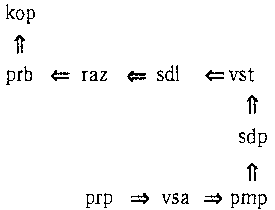 kop
⇑
prb ⇐ raz ⇐ sdl ⇐ vst
⇑
sdp
⇑
prp ⇒ vsa ⇒ pmp